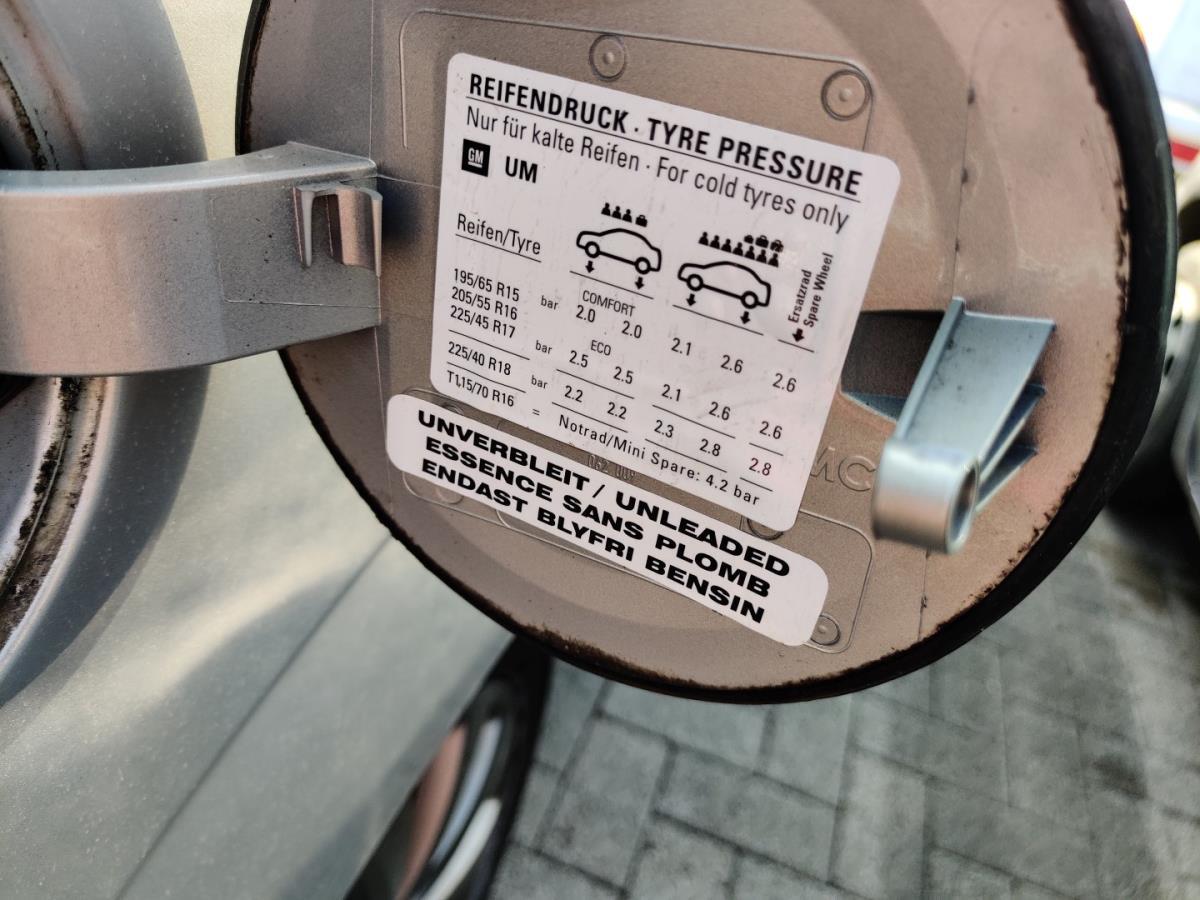 REIFENDRUCK · TYRE PRESSURE
Nur für kalte Reifen · For cold tyres only
GM UM
Reifen/Tyre
Ersatzrad
Spare Wheel
COMFORT
195/65 R15
205/55 R16 bar 2.0 2.0 2.1 2.6 2.6
225/45 R17
ECO
bar 2.5 2.5 2.1 2.6 2.6
225/40 R18 bar 2.2 2.2 2.3 2.8 2.8
T1,15/70 R16 = Notrad/Mini Spare: 4.2 bar
UNVERBLEIT / UNLEADED
ESSENCE SANS PLOMB
ENDAST BLYFRI BENSIN
MC